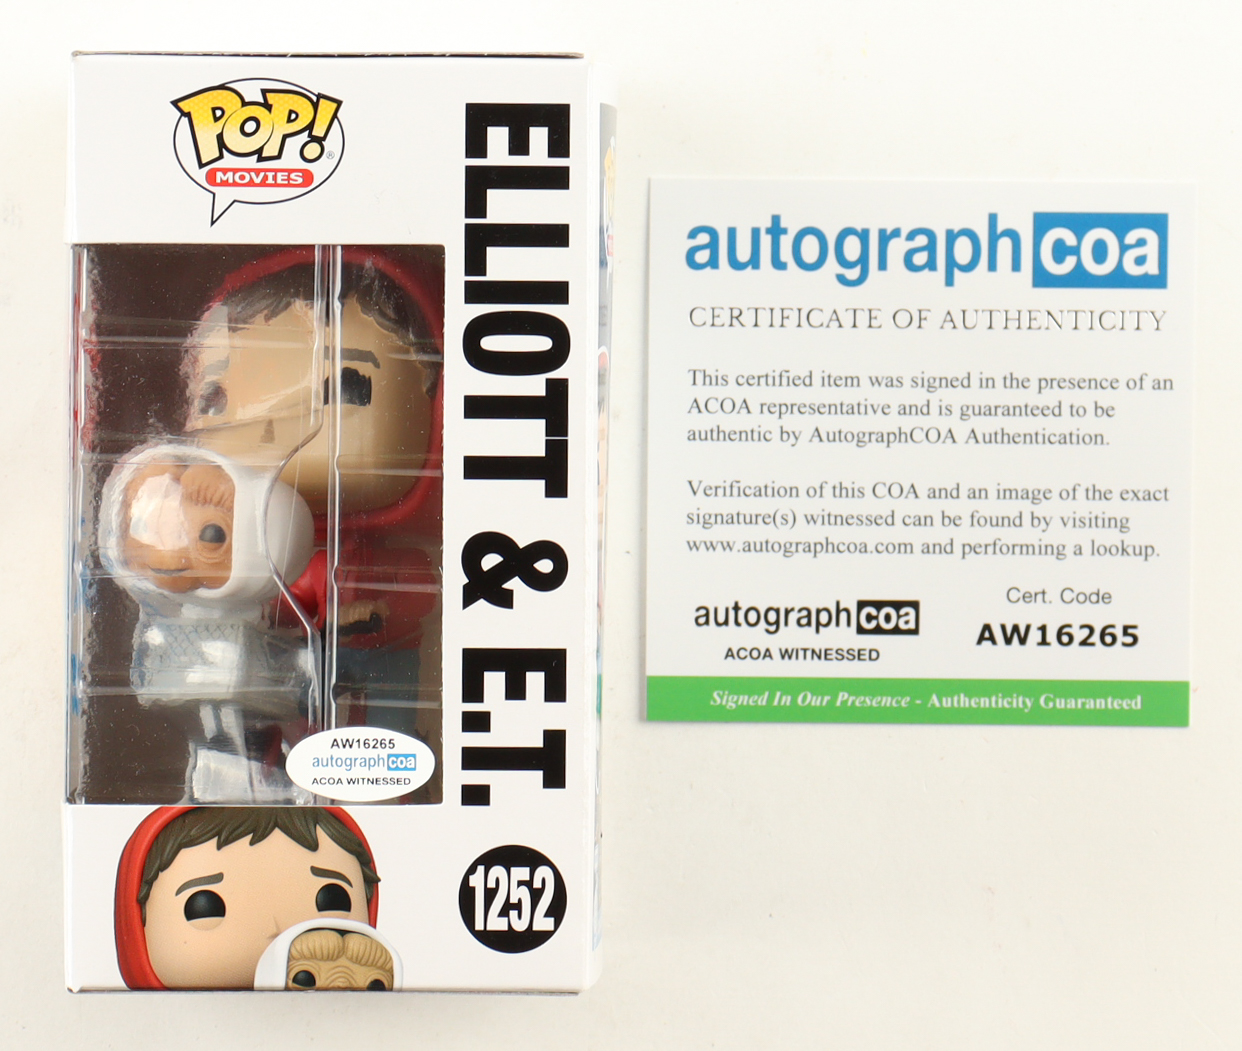 POP!
MOVIES
ELLIOTT & E.T.
1252
AW16265
autographcoa
ACOA WITNESSED
autographcoa
CERTIFICATE OF AUTHENTICITY
This certified item was signed in the presence of an
ACOA representative and is guaranteed to be
authentic by AutographCOA Authentication.
Verification of this COA and an image of the exact
signature(s) witnessed can be found by visiting
www.autographcoa.com and performing a lookup.
autographcoa
ACOA WITNESSED
Cert. Code
AW16265
Signed In Our Presence - Authenticity Guaranteed